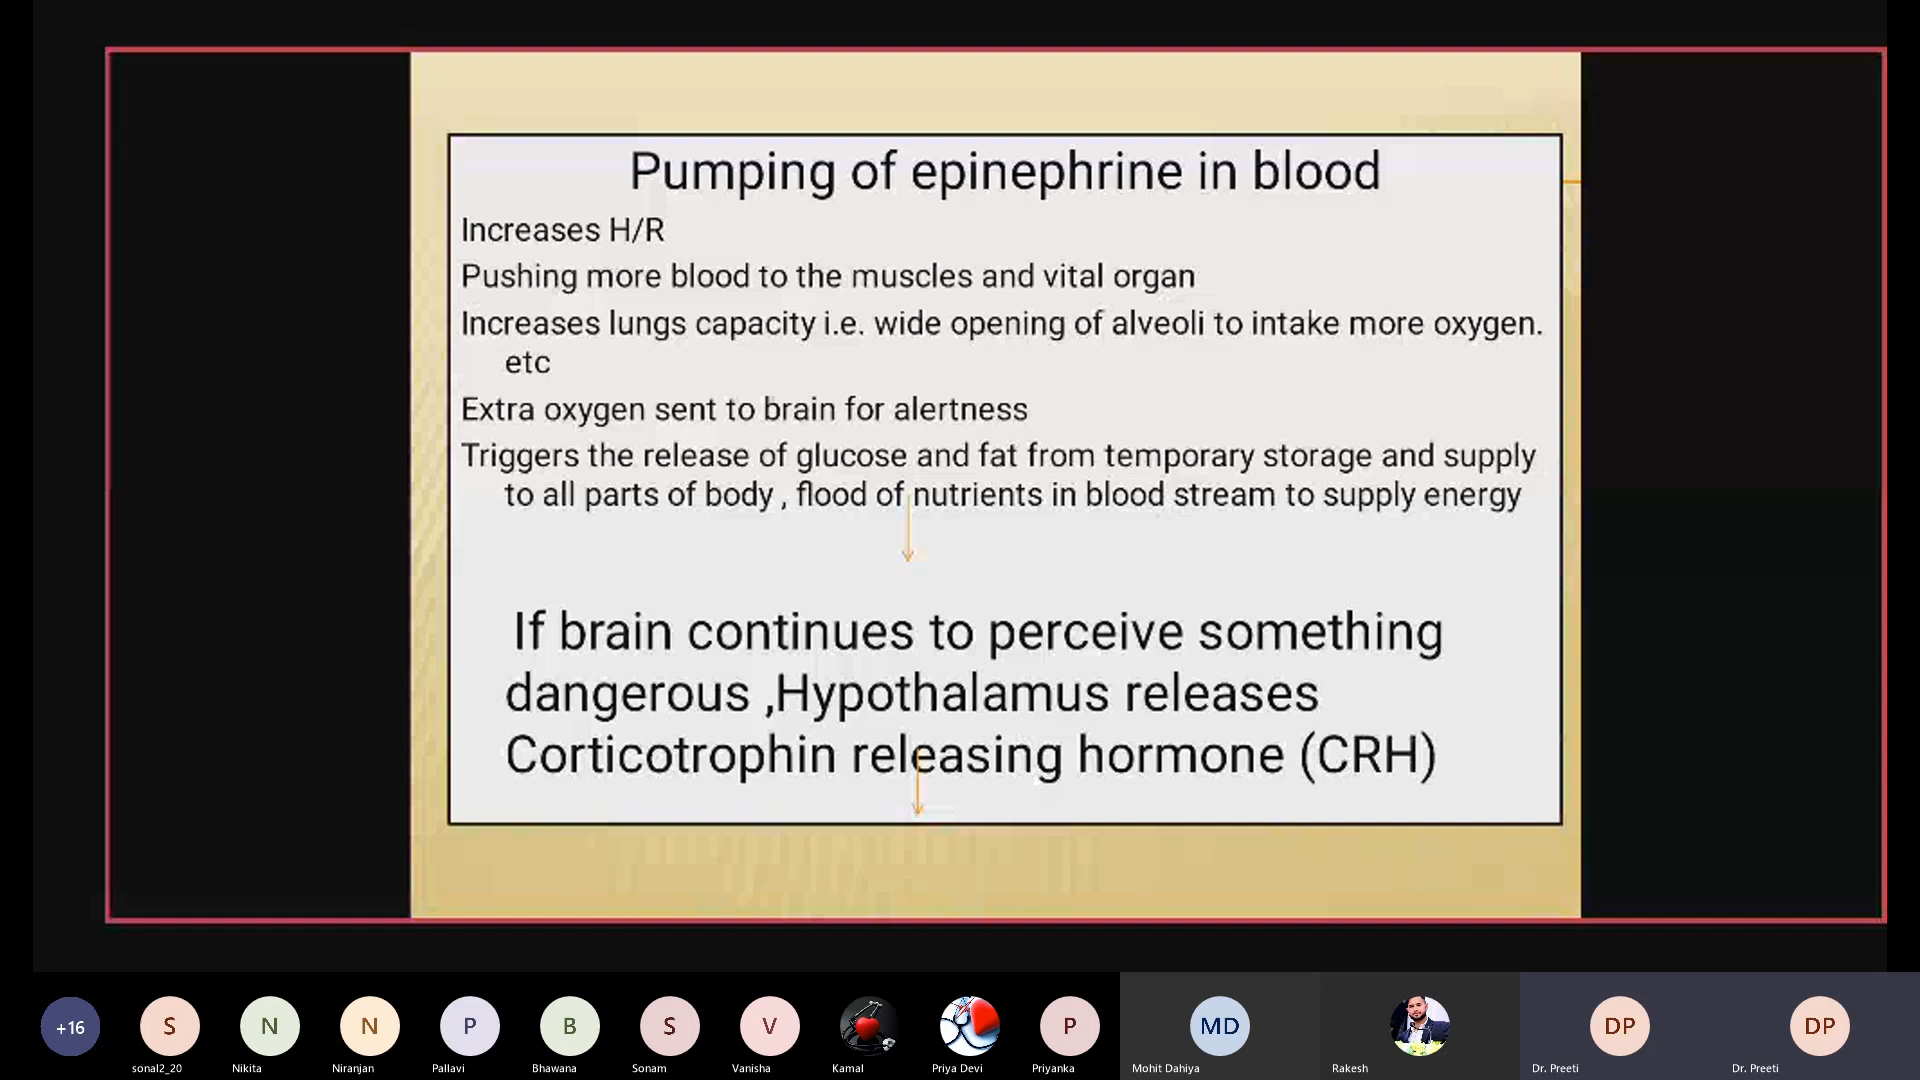 Pumping of epinephrine in blood
Increases H/R
Pushing more blood to the muscles and vital organ
Increases lungs capacity i.e. wide opening of alveoli to intake more oxygen.
etc
Extra oxygen sent to brain for alertness
Triggers the release of glucose and fat from temporary storage and supply
to all parts of body , flood of nutrients in blood stream to supply energy
If brain continues to perceive something
dangerous ,Hypothalamus releases
Corticotrophin releasing hormone (CRH)
+16 S N N P B S V P MD DP DP
sonal2_20 Nikita Niranjan Pallavi Bhawana Sonam Vanisha Kamal Priya Devi Priyanka Mohit Dahiya Rakesh Dr. Preeti Dr. Preeti